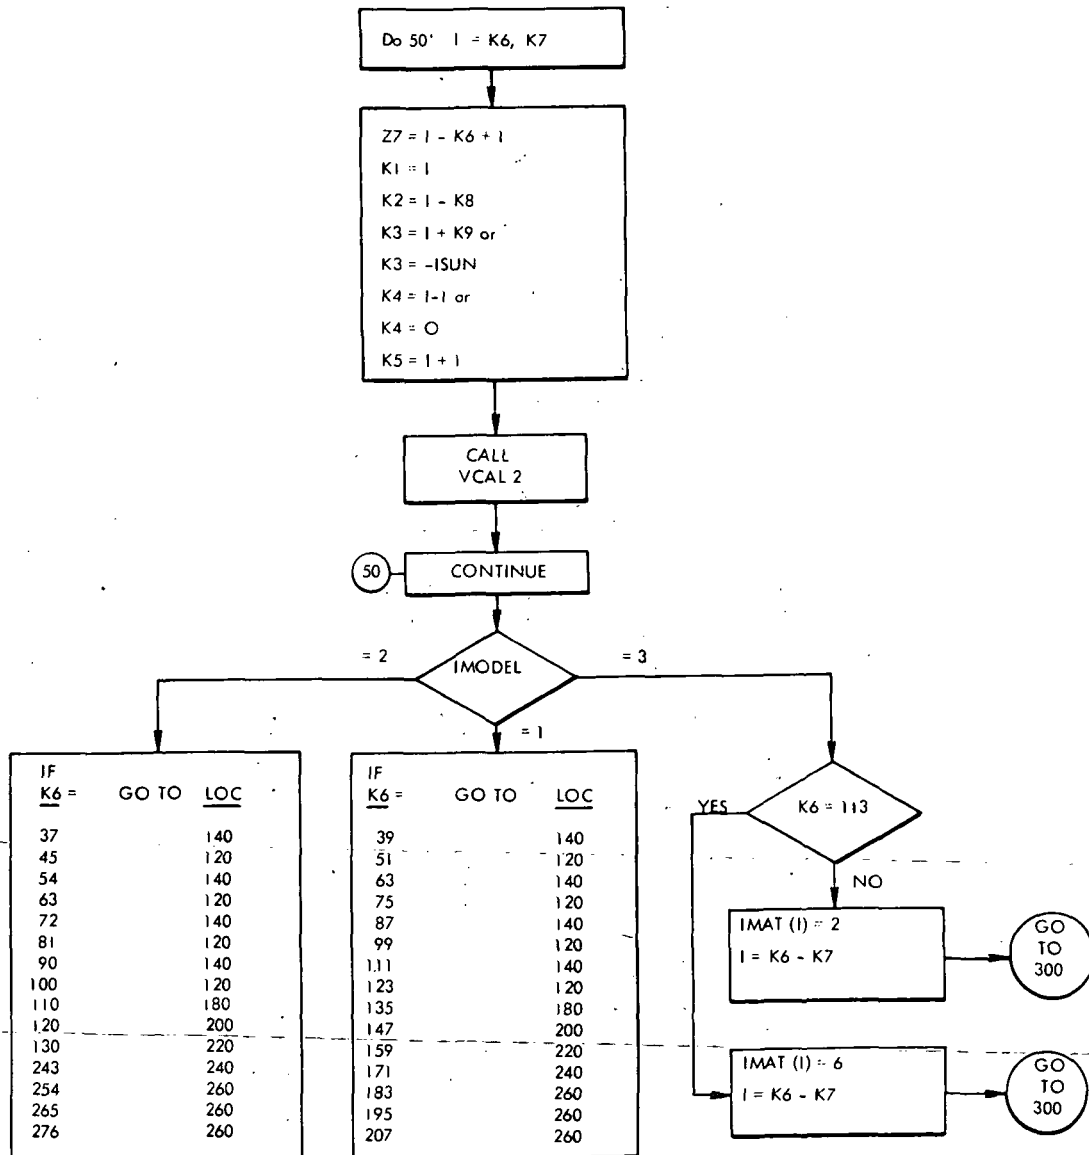 Do 50' I = K6, K7
Z7 = I - K6 + 1
K1 = I
K2 = I - K8
K3 = I + K9 or
K3 = -ISUN
K4 = I-1 or
K4 = O
K5 = I + 1
CALL
VCAL 2
50
CONTINUE
IMODEL
= 2
= 3
= 1
IF
K6 = GO TO LOC
37 140
45 120
54 140
63 120
72 140
81 120
90 140
100 120
110 180
120 200
130 220
243 240
254 260
265 260
276 260
IF
K6 = GO TO LOC
39 140
51 120
63 140
75 120
87 140
99 120
111 140
123 120
135 180
147 200
159 220
171 240
183 260
195 260
207 260
K6 = 113
YES
NO
IMAT (I) = 2
I = K6 - K7
GO
TO
300
IMAT (I) = 6
I = K6 - K7
GO
TO
300